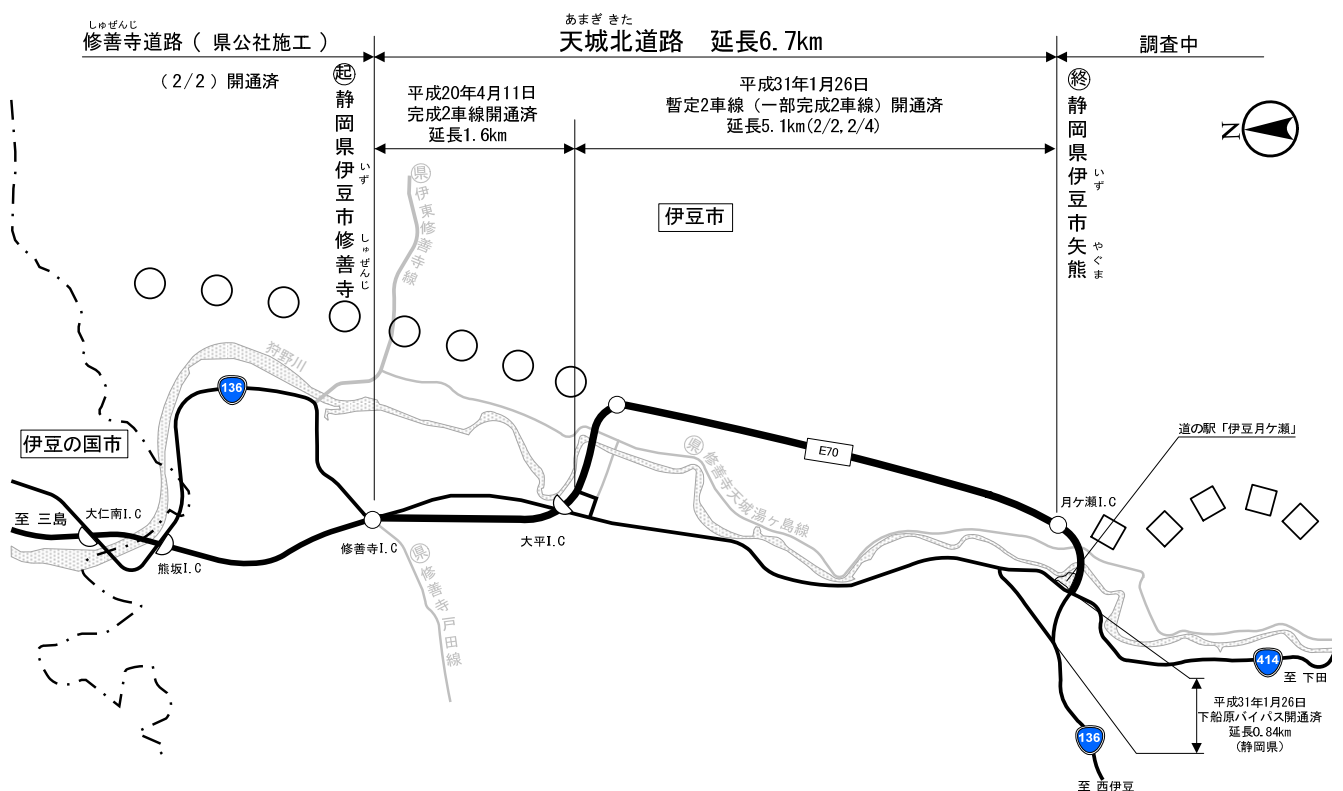 しゅぜんじ
修善寺道路(県公社施工)
(2/2)開通済
あまぎ きた
天城北道路 延長6.7km
調査中
起
静岡県伊豆市修善寺
いず
しゅぜんじ
平成20年4月11日
完成2車線開通済
延長1.6km
平成31年1月26日
暫定2車線(一部完成2車線)開通済
延長5.1km(2/2,2/4)
終
静岡県伊豆市矢熊
いず
やぐま
N
県
伊東修善寺線
伊豆市
狩野川
136
伊豆の国市
至 三島
大仁南I.C
熊坂I.C
修善寺I.C
大平I.C
県
修善寺戸田線
県
修善寺天城湯ヶ島線
E70
道の駅「伊豆月ケ瀬」
月ケ瀬I.C
414
至 下田
平成31年1月26日
下船原バイパス開通済
延長0.84km
(静岡県)
136
至 西伊豆